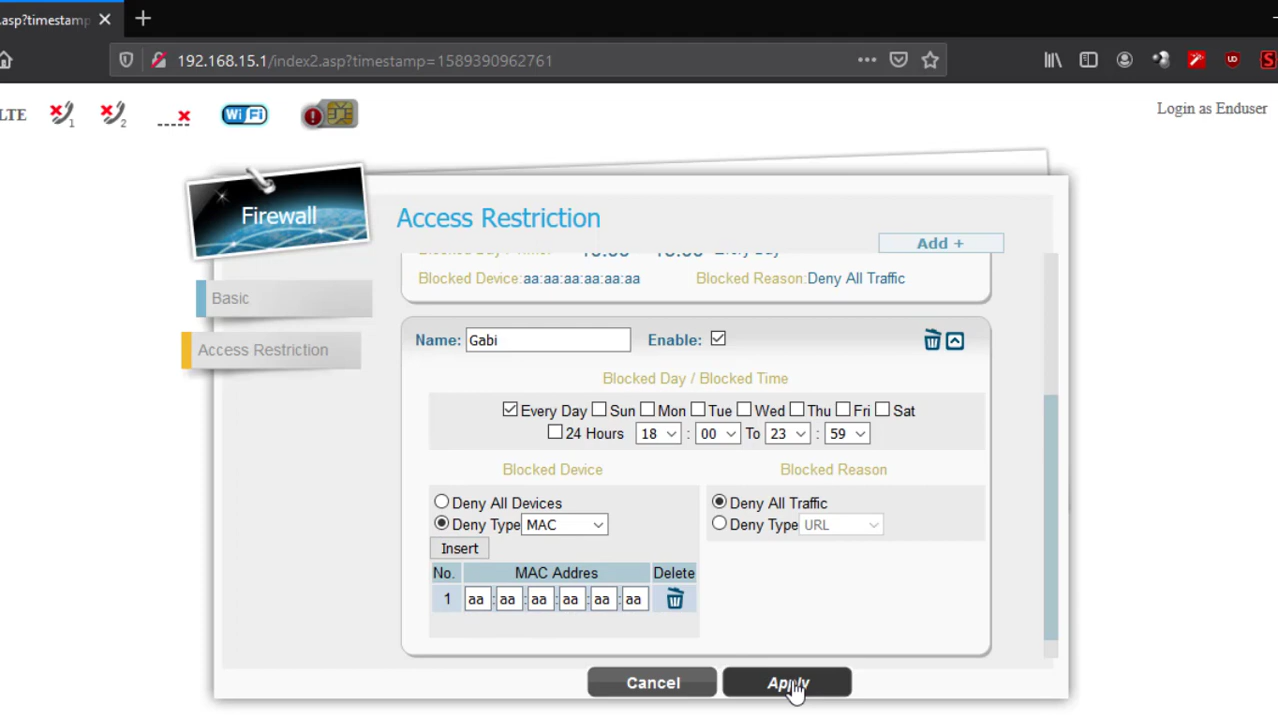 .asp?timestamp
192.168.15.1/index2.asp?timestamp=1589390962761
LTE 1 2 WiFi
Login as Enduser
Firewall
Access Restriction
Add +
Basic
Access Restriction
Blocked Device:aa:aa:aa:aa:aa:aa Blocked Reason:Deny All Traffic
Name: Gabi Enable:
Blocked Day / Blocked Time
Every Day Sun Mon Tue Wed Thu Fri Sat
24 Hours 18 : 00 To 23 : 59
Blocked Device Blocked Reason
Deny All Devices Deny All Traffic
Deny Type MAC Deny Type URL
Insert
No. MAC Addres Delete
1 aa : aa : aa : aa : aa : aa
Cancel Apply